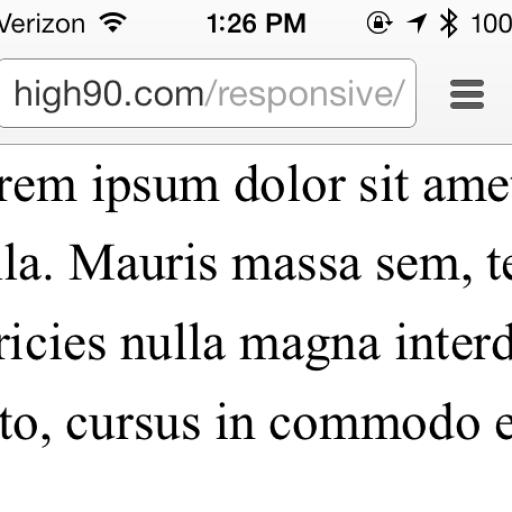 Verizon 1:26 PM 100
high90.com/responsive/
rem ipsum dolor sit ame
la. Mauris massa sem, te
ricies nulla magna interd
to, cursus in commodo e